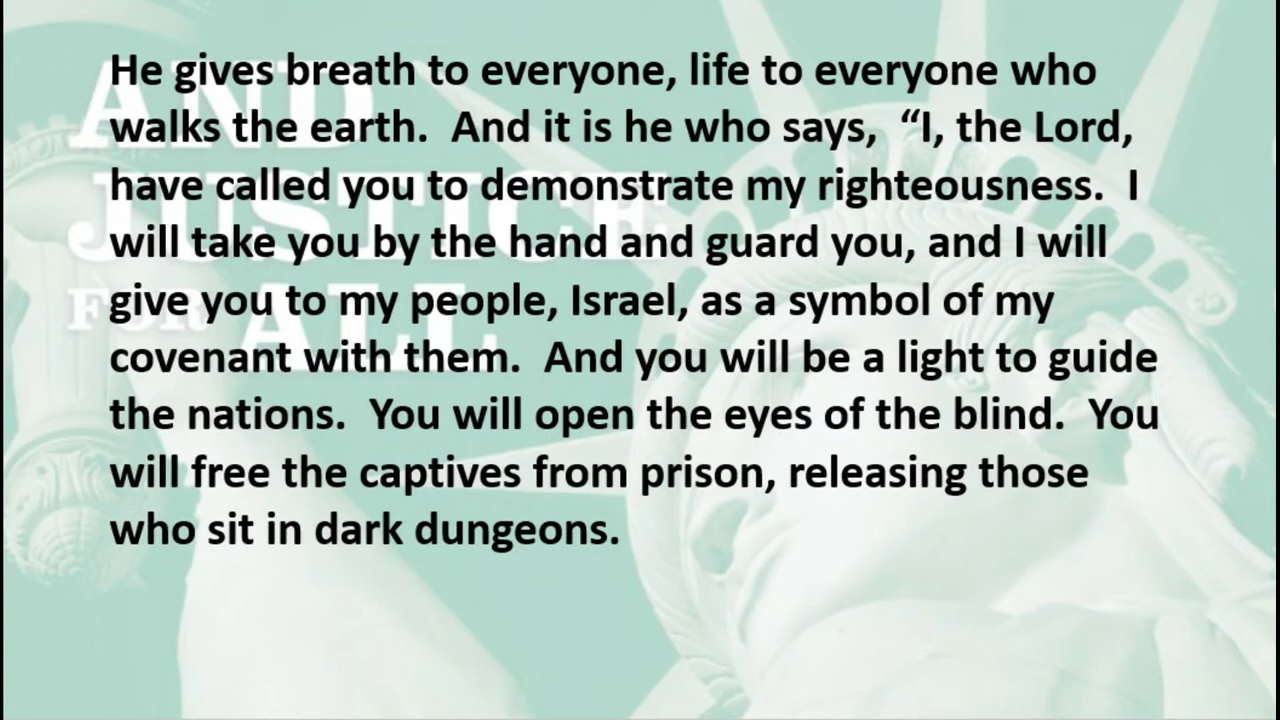 He gives breath to everyone, life to everyone who
walks the earth.  And it is he who says,  “I, the Lord,
have called you to demonstrate my righteousness.  I
will take you by the hand and guard you, and I will
give you to my people, Israel, as a symbol of my
covenant with them.  And you will be a light to guide
the nations.  You will open the eyes of the blind.  You
will free the captives from prison, releasing those
who sit in dark dungeons.
AND
JUSTICE
FOR ALL